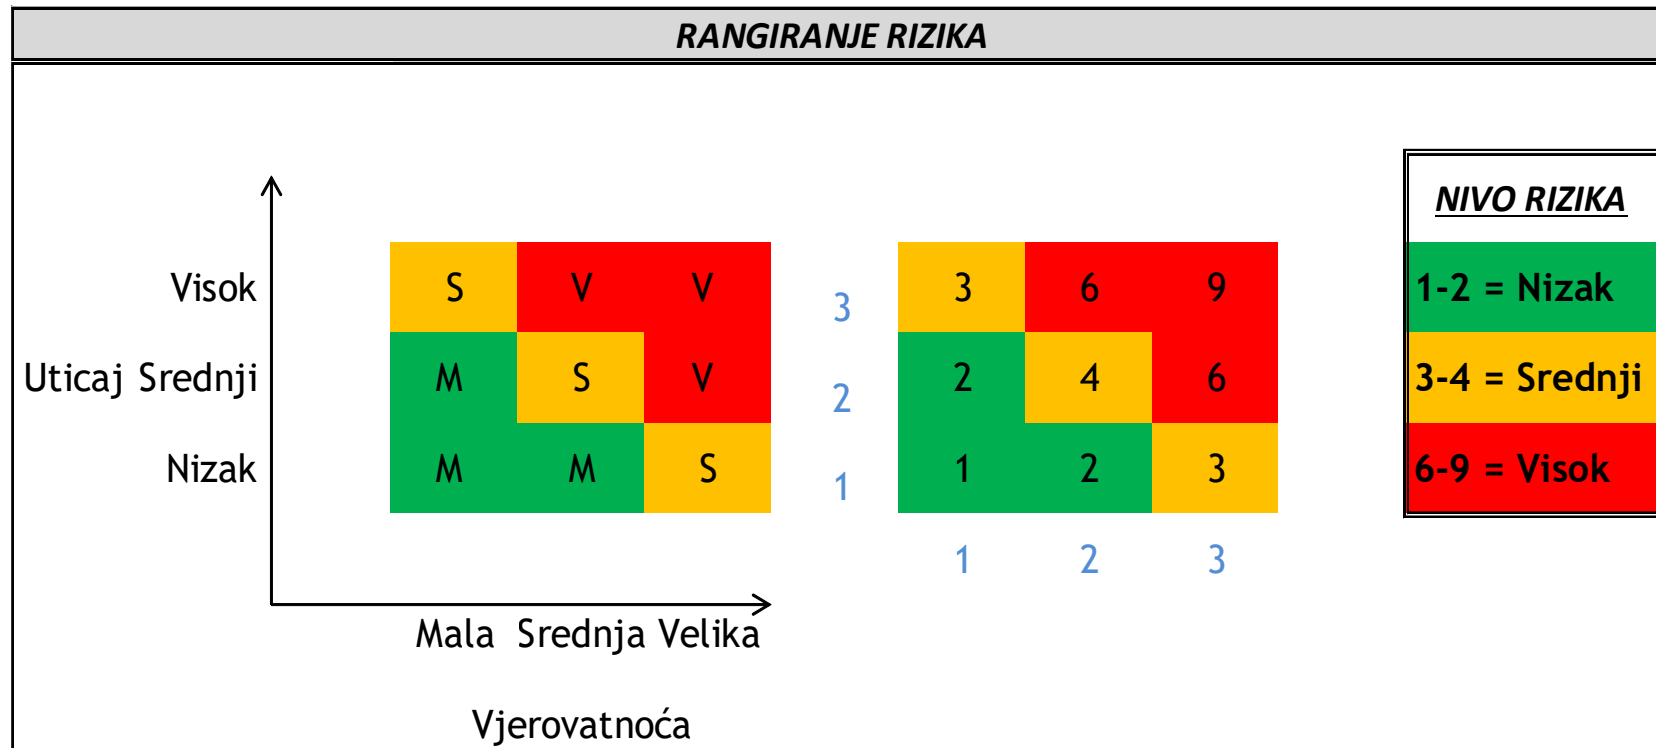 RANGIRANJE RIZIKA
NIVO RIZIKA
Visok S V V 3 3 6 9 1-2 = Nizak
Uticaj Srednji M S V 2 2 4 6 3-4 = Srednji
Nizak M M S 1 1 2 3 6-9 = Visok
1 2 3
Mala Srednja Velika
Vjerovatnoća